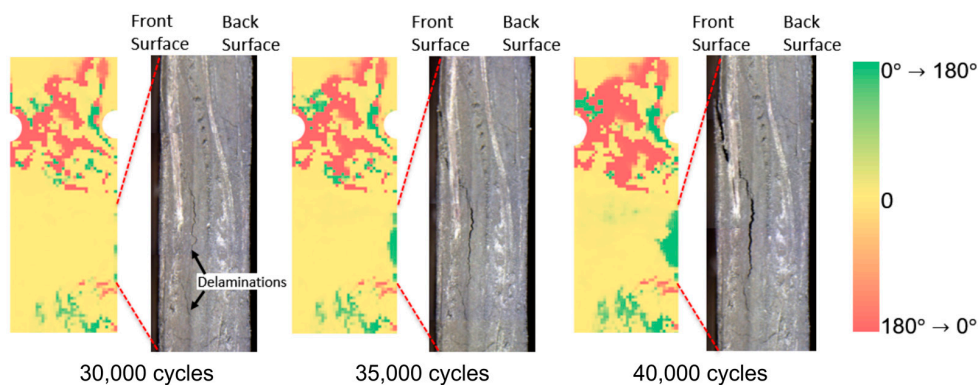 Front
Surface
Back
Surface
Front
Surface
Back
Surface
Front
Surface
Back
Surface
0° → 180°
0
180° → 0°
Delaminations
30,000 cycles
35,000 cycles
40,000 cycles